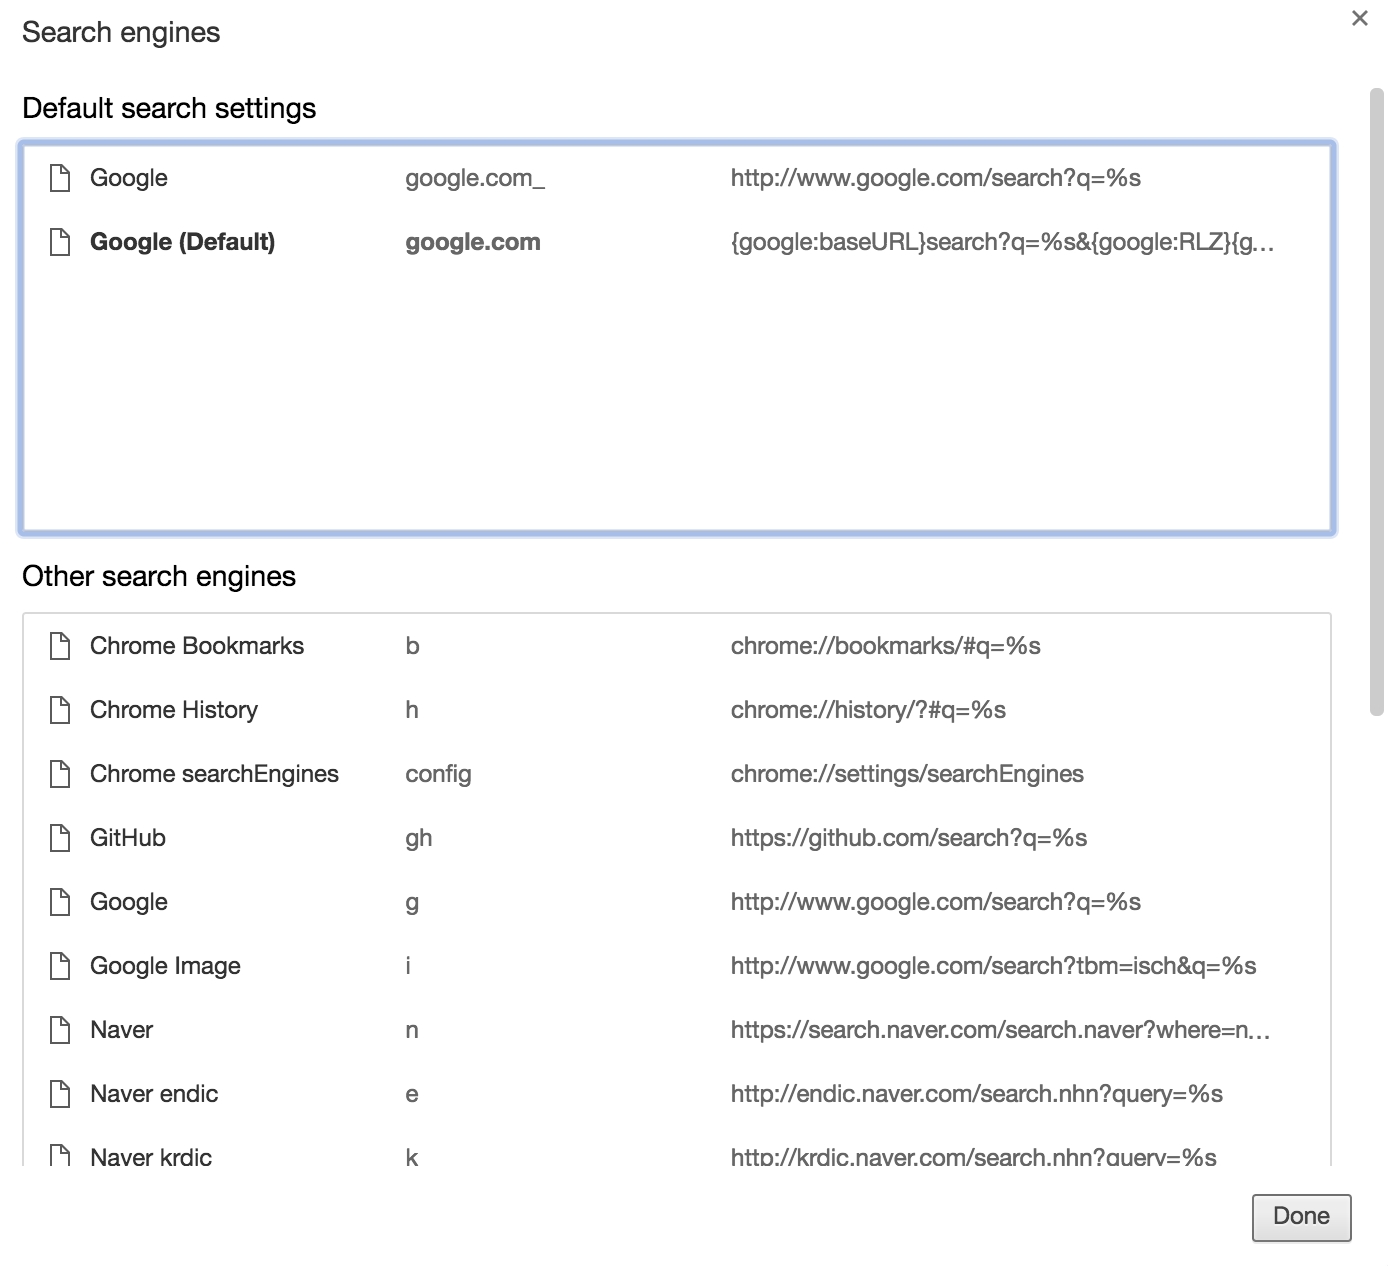 Search engines
Default search settings
Google google.com_ http://www.google.com/search?q=%s
Google (Default) google.com {google:baseURL}search?q=%s&{google:RLZ}{g...
Other search engines
Chrome Bookmarks b chrome://bookmarks/#q=%s
Chrome History h chrome://history/?#q=%s
Chrome searchEngines config chrome://settings/searchEngines
GitHub gh https://github.com/search?q=%s
Google g http://www.google.com/search?q=%s
Google Image i http://www.google.com/search?tbm=isch&q=%s
Naver n https://search.naver.com/search.naver?where=n...
Naver endic e http://endic.naver.com/search.nhn?query=%s
Naver krdic k http://krdic.naver.com/search.nhn?query=%s
Done